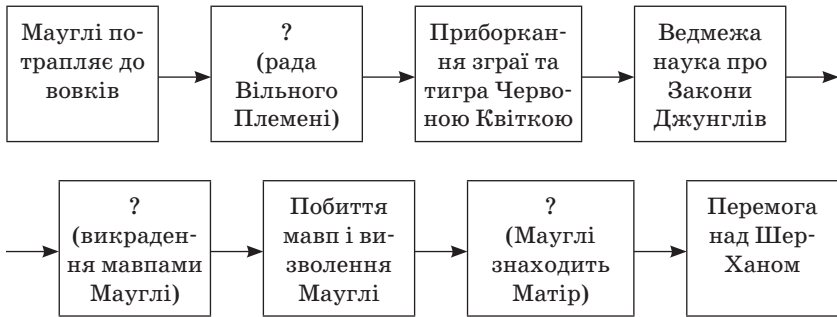 Мауглі по-
трапляє до
вовків
?
(рада
Вільного
Племені)
Приборкан-
ня зграї та
тигра Черво-
ною Квіткою
Ведмежа
наука про
Закони
Джунглів
?
(викраден-
ня мавпами
Мауглі)
Побиття
мавп і ви-
зволення
Мауглі
?
(Мауглі
знаходить
Матір)
Перемога
над Шер-
Ханом